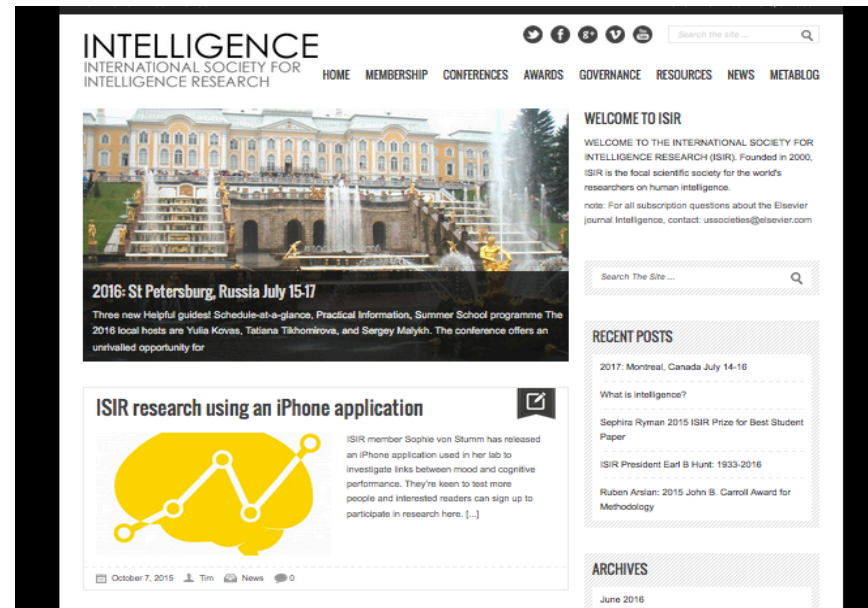 INTELLIGENCE
INTERNATIONAL SOCIETY FOR
INTELLIGENCE RESEARCH
Search the site ...
HOME MEMBERSHIP CONFERENCES AWARDS GOVERNANCE RESOURCES NEWS METABLOG
2016: St Petersburg, Russia July 15-17
Three new Helpful guides! Schedule-at-a-glance, Practical Information, Summer School programme The
2016 local hosts are Yulia Kovas, Tatiana Tikhomirova, and Sergey Malykh. The conference offers an
unrivalled opportunity for
ISIR research using an iPhone application
ISIR member Sophie von Stumm has released
an iPhone application used in her lab to
investigate links between mood and cognitive
performance. They're keen to test more
people and interested readers can sign up to
participate in research here. [...]
October 7, 2015 Tim News 0
WELCOME TO ISIR
WELCOME TO THE INTERNATIONAL SOCIETY FOR
INTELLIGENCE RESEARCH (ISIR). Founded in 2000,
ISIR is the focal scientific society for the world's
researchers on human intelligence.
note: For all subscription questions about the Elsevier
journal Intelligence, contact: ussocieties@elsevier.com
Search The Site ...
RECENT POSTS
2017: Montreal, Canada July 14-16
What is intelligence?
Sephira Ryman 2015 ISIR Prize for Best Student
Paper
ISIR President Earl B Hunt: 1933-2016
Ruben Arslan: 2015 John B. Carroll Award for
Methodology
ARCHIVES
June 2016